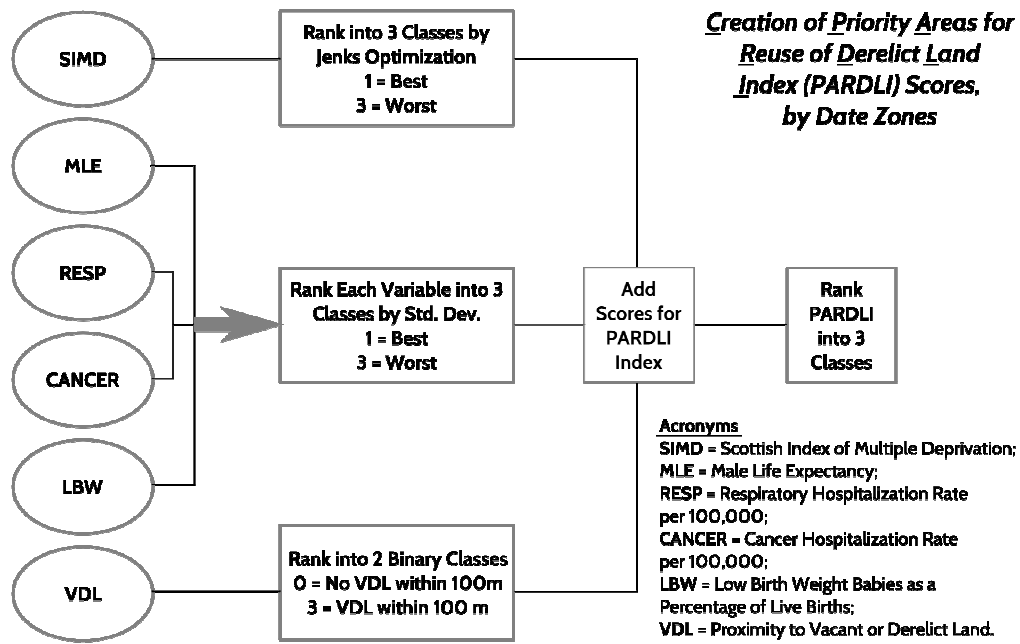 Creation of Priority Areas for
Reuse of Derelict Land
Index (PARDLI) Scores,
by Date Zones
SIMD
Rank into 3 Classes by
Jenks Optimization
1 = Best
3 = Worst
MLE
RESP
CANCER
LBW
Rank Each Variable into 3
Classes by Std. Dev.
1 = Best
3 = Worst
Add
Scores for
PARDLI
Index
Rank
PARDLI
into 3
Classes
VDL
Rank into 2 Binary Classes
0 = No VDL within 100m
3 = VDL within 100 m
Acronyms
SIMD = Scottish Index of Multiple Deprivation;
MLE = Male Life Expectancy;
RESP = Respiratory Hospitalization Rate
per 100,000;
CANCER = Cancer Hospitalization Rate
per 100,000;
LBW = Low Birth Weight Babies as a
Percentage of Live Births;
VDL = Proximity to Vacant or Derelict Land.